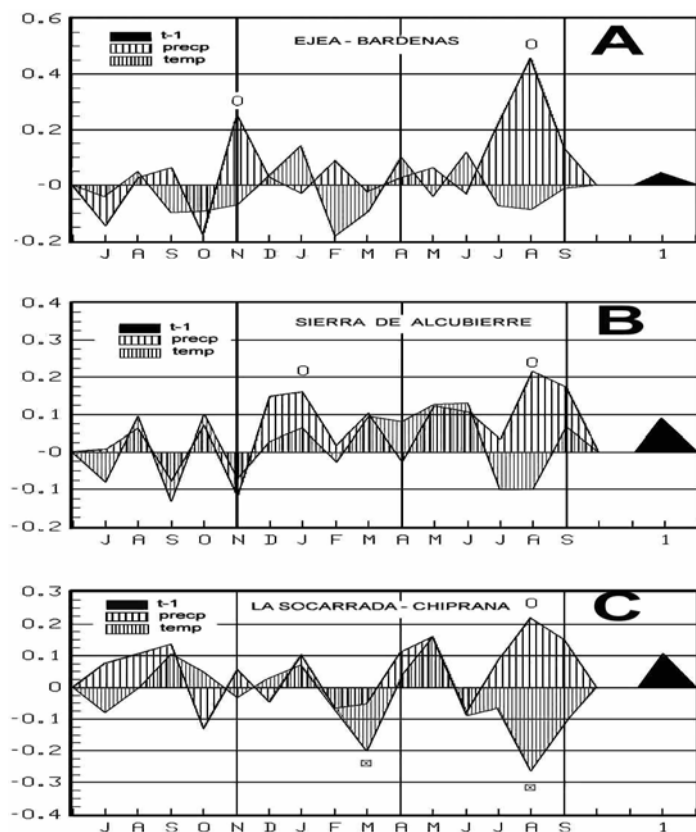 0.6
EJEA - BARDENAS
A
t-1
precp
temp
0.4
0.2
-0
-0.2
J A S O N D J F M A M J J A S 1
0.4
SIERRA DE ALCUBIERRE
B
t-1
precp
temp
0.3
0.2
0.1
-0
-0.1
-0.2
J A S O N D J F M A M J J A S 1
0.3
LA SOCARRADA - CHIPRANA
C
t-1
precp
temp
0.2
0.1
0
-0.1
-0.2
-0.3
-0.4
J A S O N D J F M A M J J A S 1